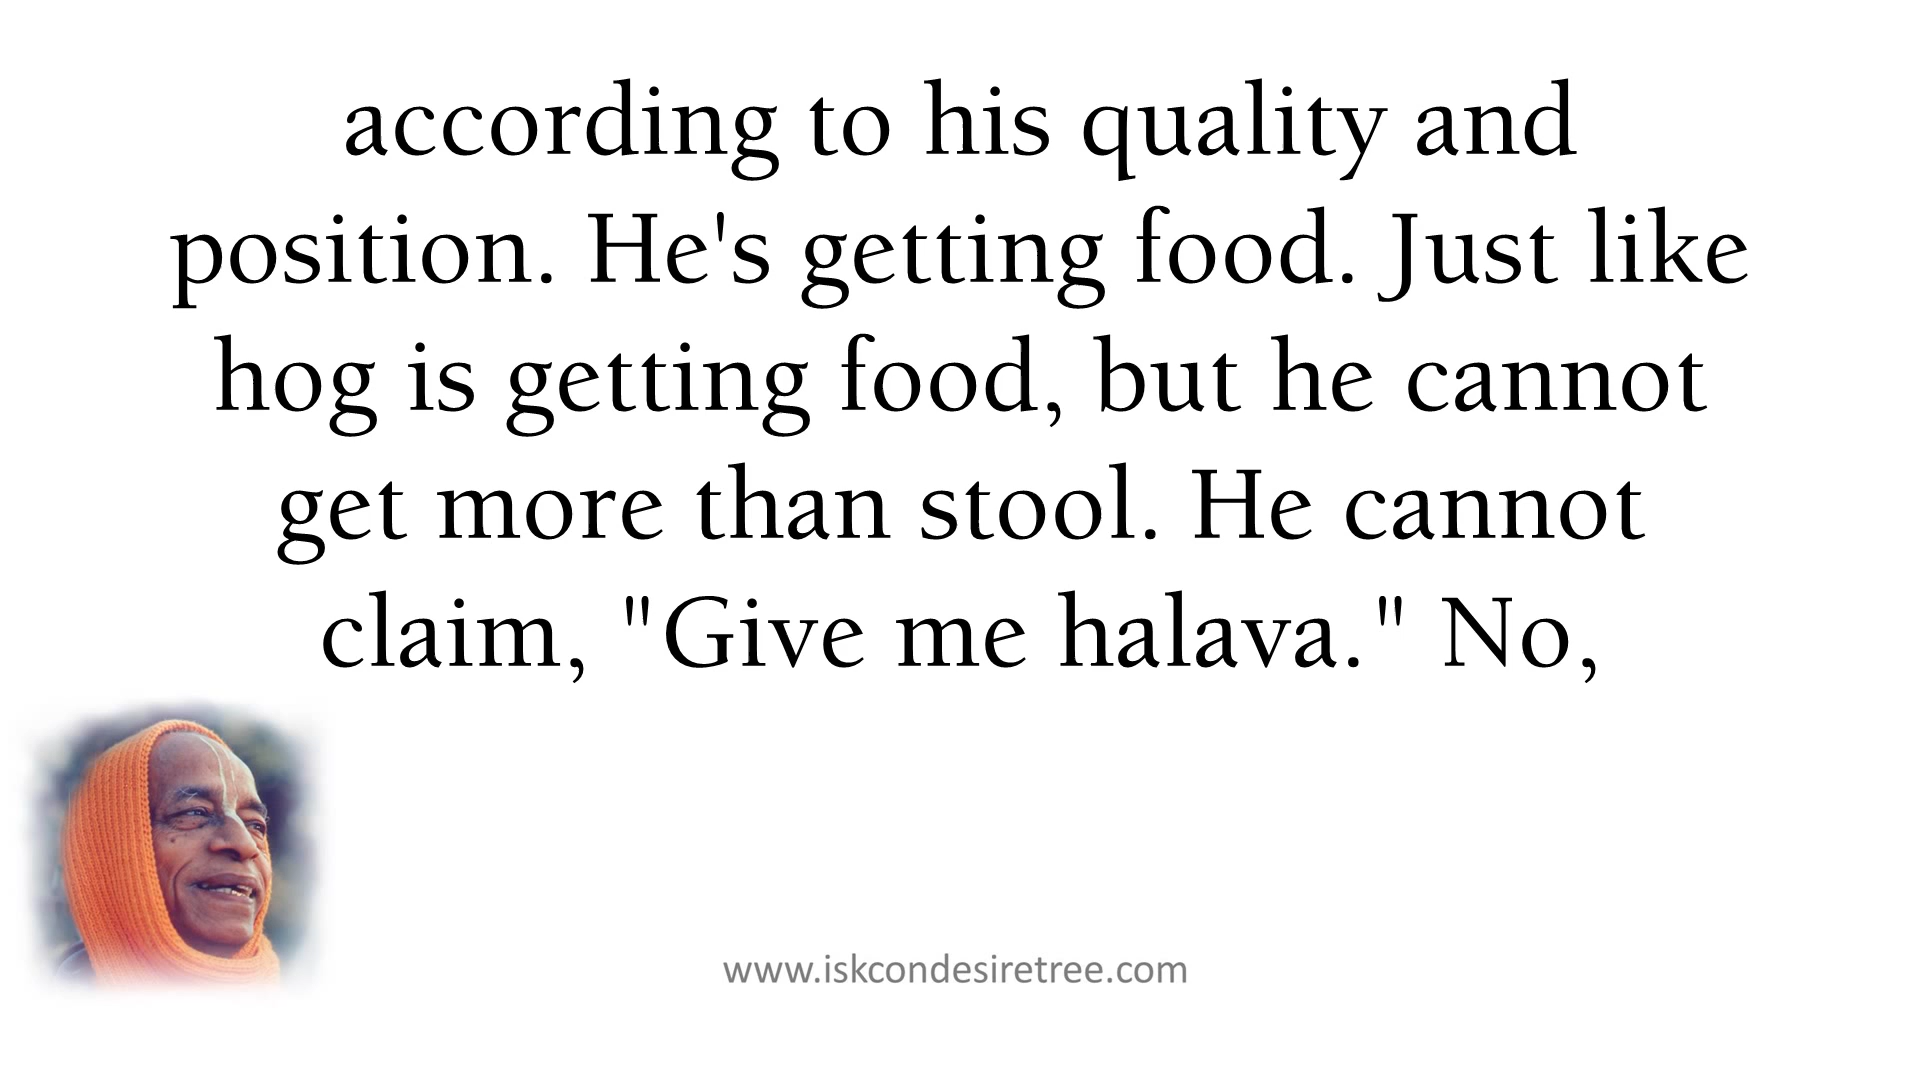 according to his quality and
position. He's getting food. Just like
hog is getting food, but he cannot
get more than stool. He cannot
claim, "Give me halava." No,
www.iskcondesiretree.com